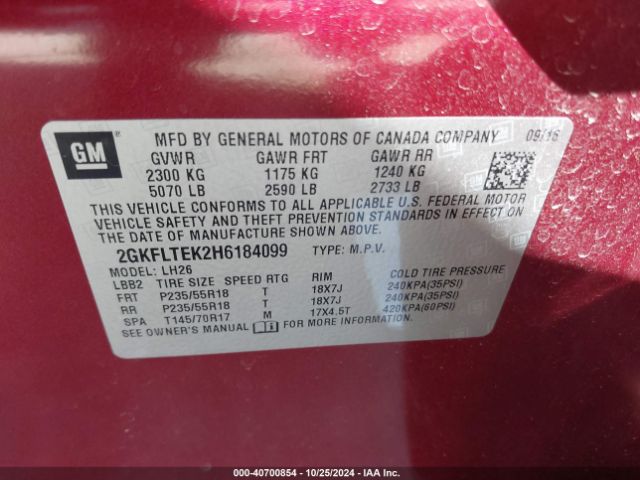 GM
MFD BY GENERAL MOTORS OF CANADA COMPANY 09/16
GVWR GAWR FRT GAWR RR
2300 KG 1175 KG 1240 KG
5070 LB 2590 LB 2733 LB
THIS VEHICLE CONFORMS TO ALL APPLICABLE U.S. FEDERAL MOTOR
VEHICLE SAFETY AND THEFT PREVENTION STANDARDS IN EFFECT ON
THE DATE OF MANUFACTURE SHOWN ABOVE.
2GKFLTEK2H6184099 TYPE: M.P.V.
MODEL: LH26
LBB2 TIRE SIZE SPEED RTG RIM COLD TIRE PRESSURE
FRT P235/55R18 T 18X7J 240KPA(35PSI)
RR P235/55R18 T 18X7J 240KPA(35PSI)
SPA T145/70R17 M 17X4.5T 420KPA(60PSI)
SEE OWNER'S MANUAL FOR MORE INFORMATION.
000-40700854 - 10/25/2024 - IAA Inc.